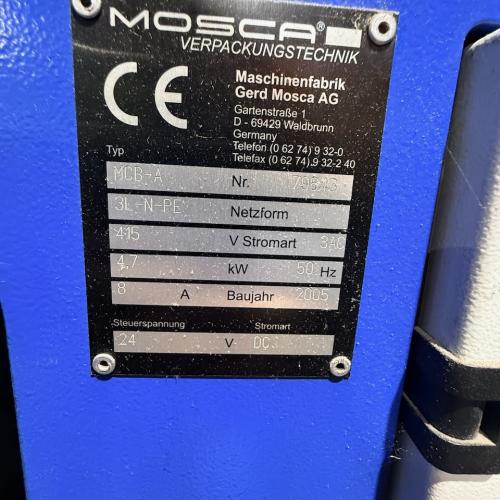 MOSCA®
VERPACKUNGSTECHNIK
CE
Maschinenfabrik
Gerd Mosca AG
Gartenstraße 1
D - 69429 Waldbrunn
Germany
Telefon (0 62 74) 9 32-0
Telefax (0 62 74) 9 32-2 40
Typ
MCB-A Nr.
3L-N-PE Netzform
415 V Stromart 3AC
4,7 kW 50 Hz
8 A Baujahr 2005
Steuerspannung Stromart
24 V DC